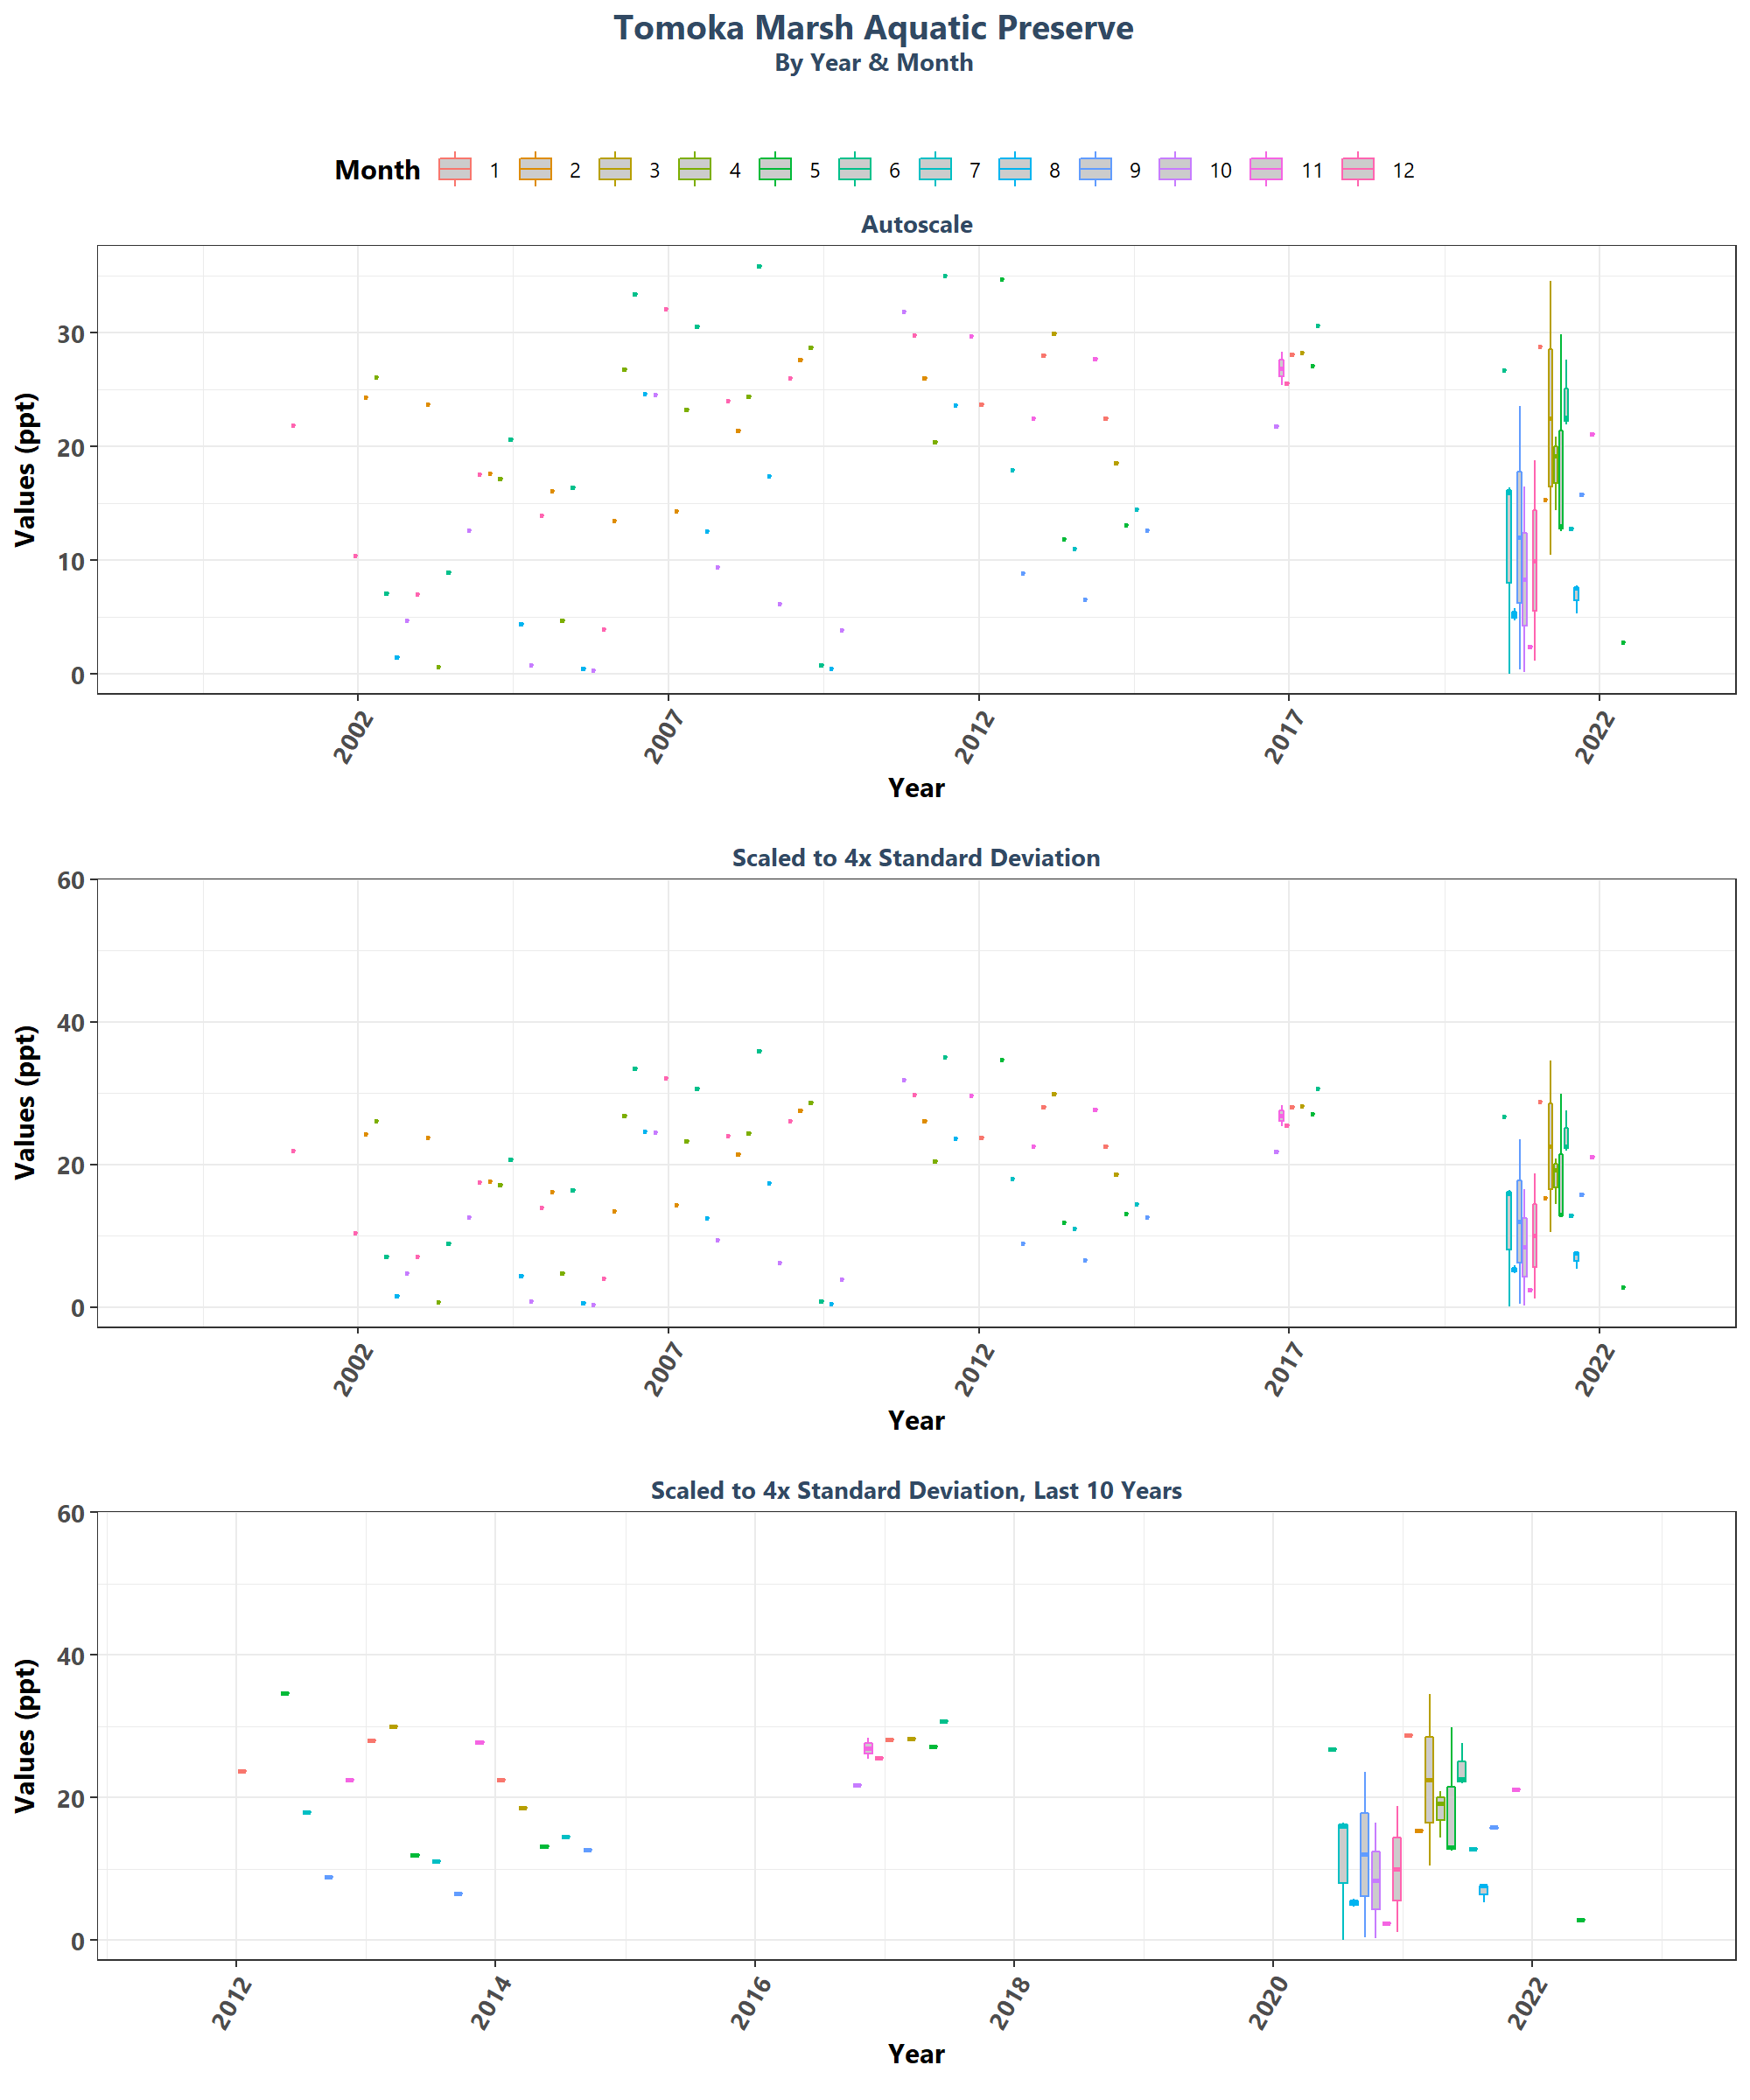 Tomoka Marsh Aquatic Preserve
By Year & Month
Month 1 2 3 4 5 6 7 8 9 10 11 12
Autoscale
Values (ppt)
30
20
10
0
2002 2007 2012 2017 2022
Year
Scaled to 4x Standard Deviation
Values (ppt)
60
40
20
0
2002 2007 2012 2017 2022
Year
Scaled to 4x Standard Deviation, Last 10 Years
Values (ppt)
60
40
20
0
2012 2014 2016 2018 2020 2022
Year